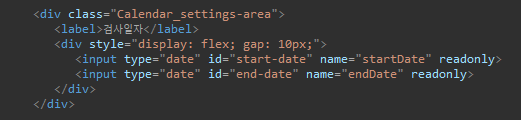 <div class="Calendar_settings-area">
<label>검사일자</label>
<div style="display: flex; gap: 10px;">
<input type="date" id="start-date" name="startDate" readonly>
<input type="date" id="end-date" name="endDate" readonly>
</div>
</div>